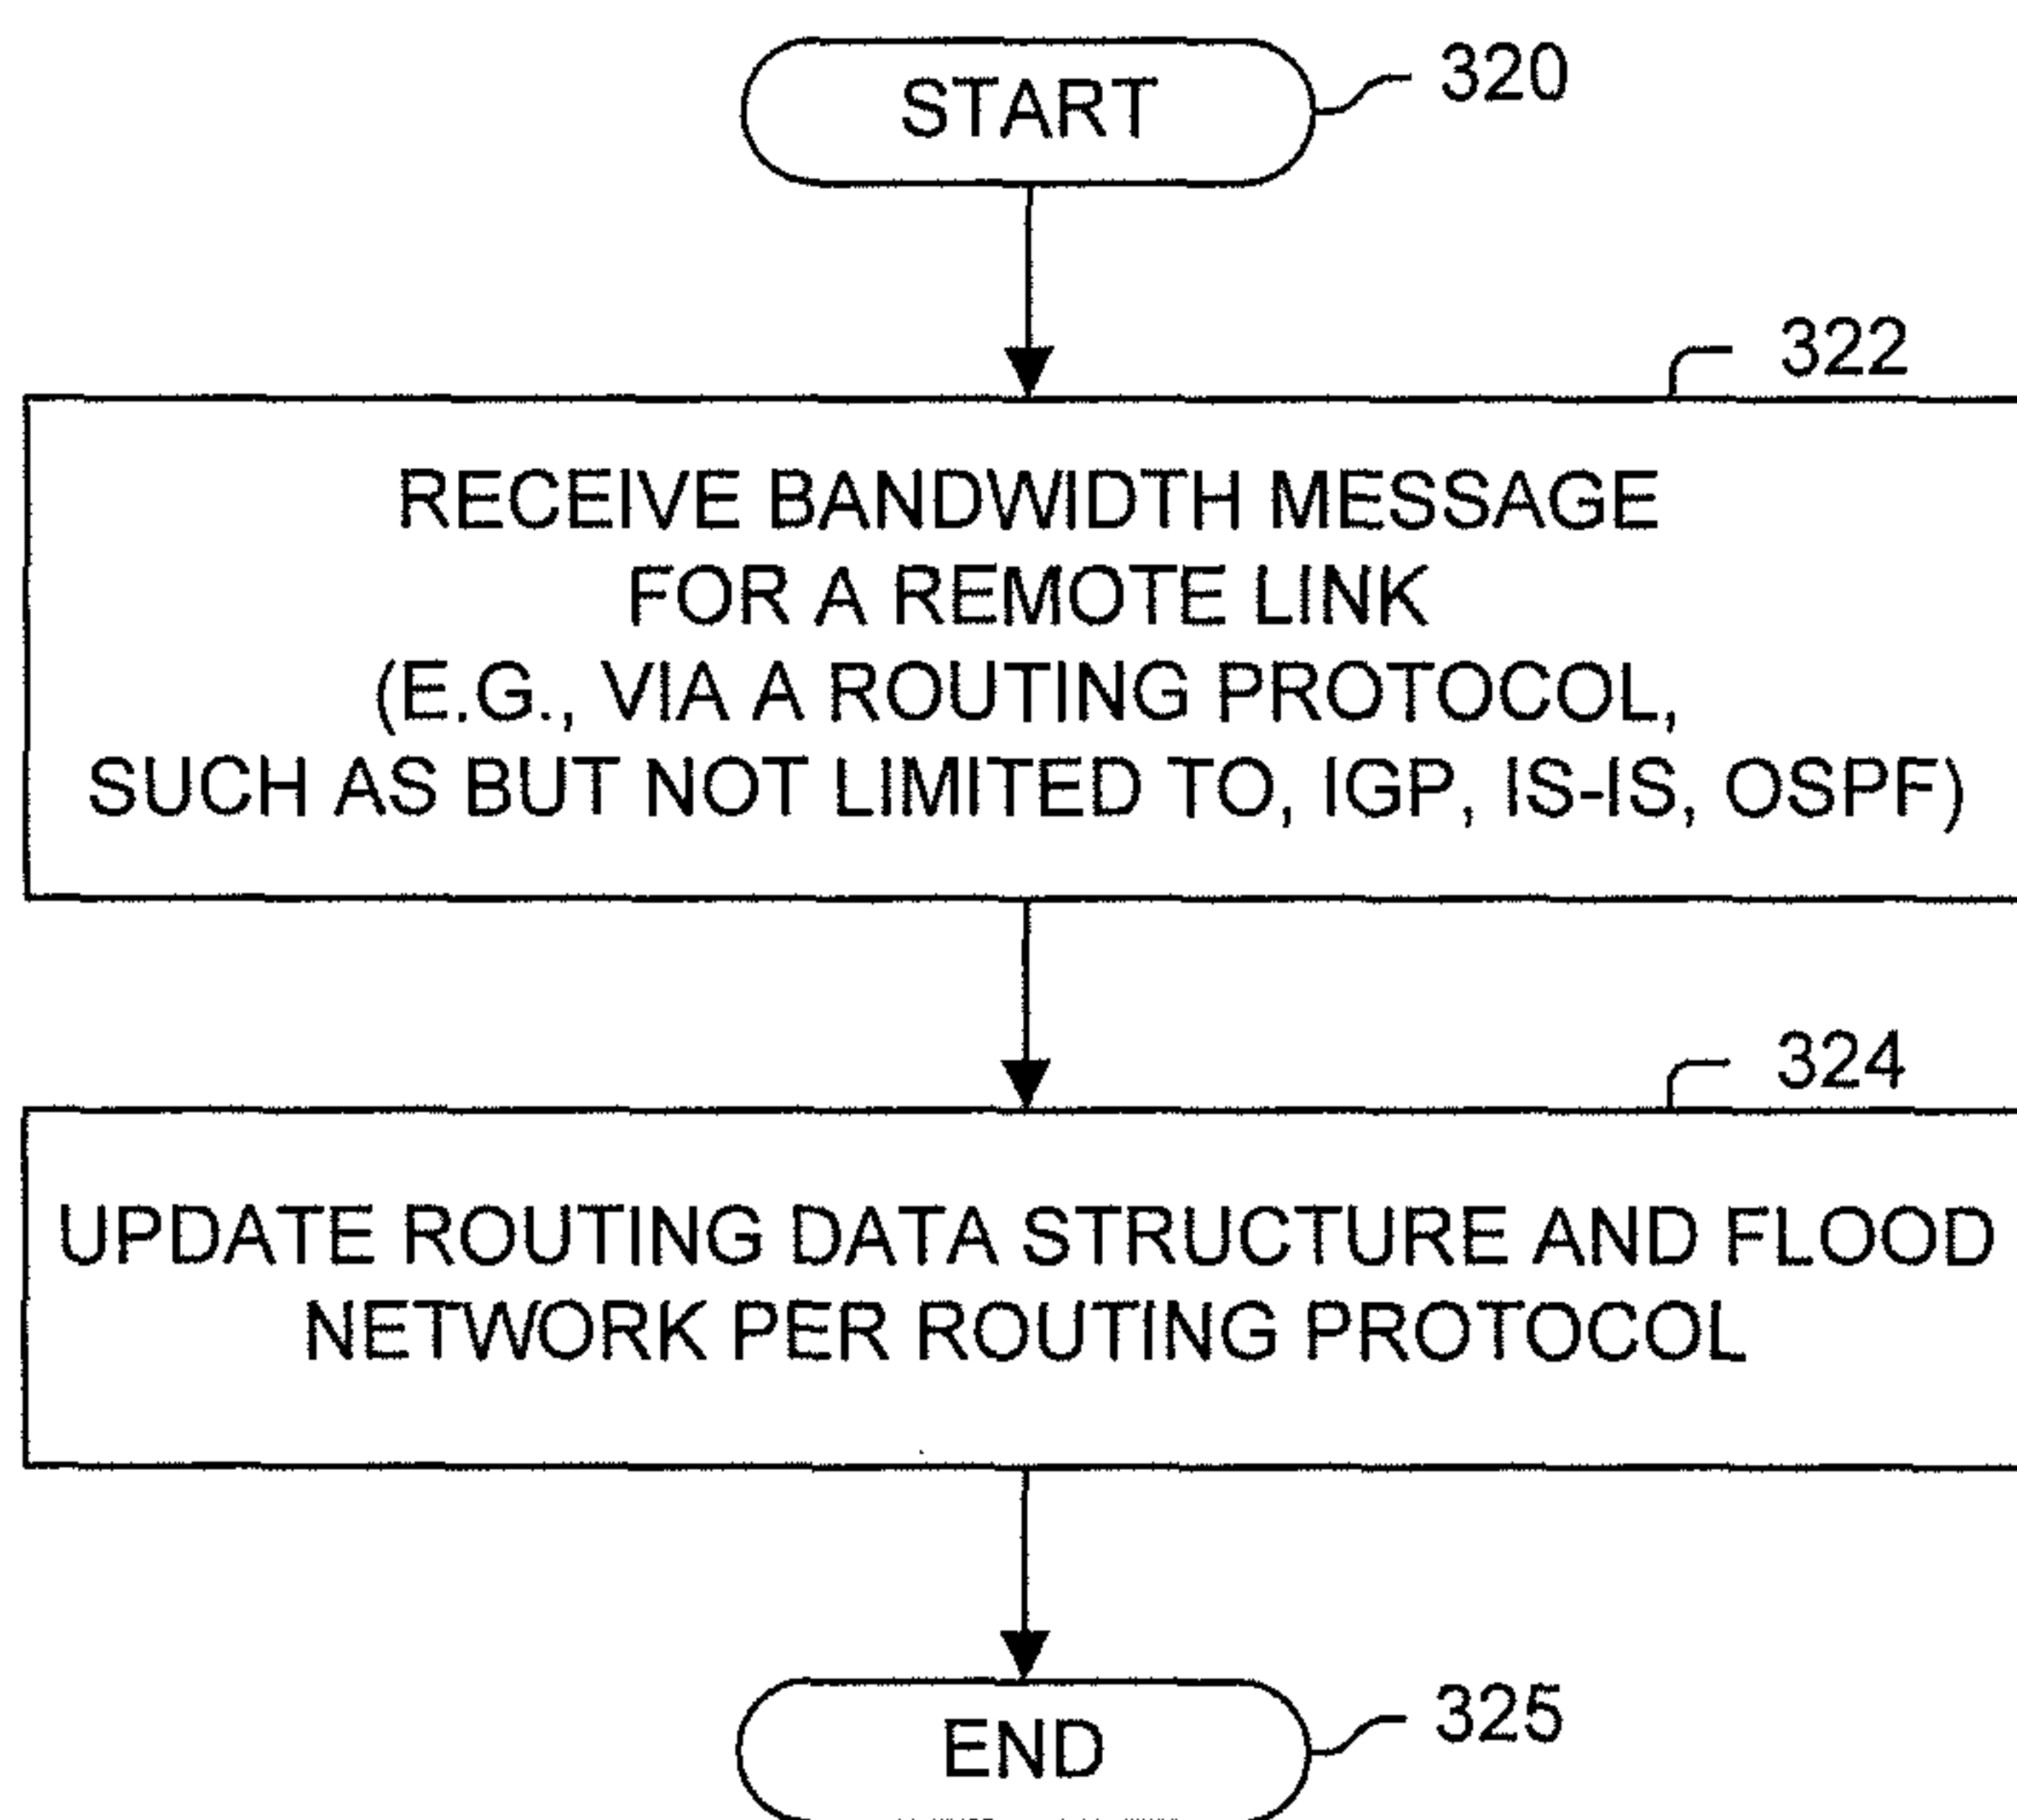 START
320
322
RECEIVE BANDWIDTH MESSAGE
FOR A REMOTE LINK
(E.G., VIA A ROUTING PROTOCOL,
SUCH AS BUT NOT LIMITED TO, IGP, IS-IS, OSPF)
324
UPDATE ROUTING DATA STRUCTURE AND FLOOD
NETWORK PER ROUTING PROTOCOL
END
325